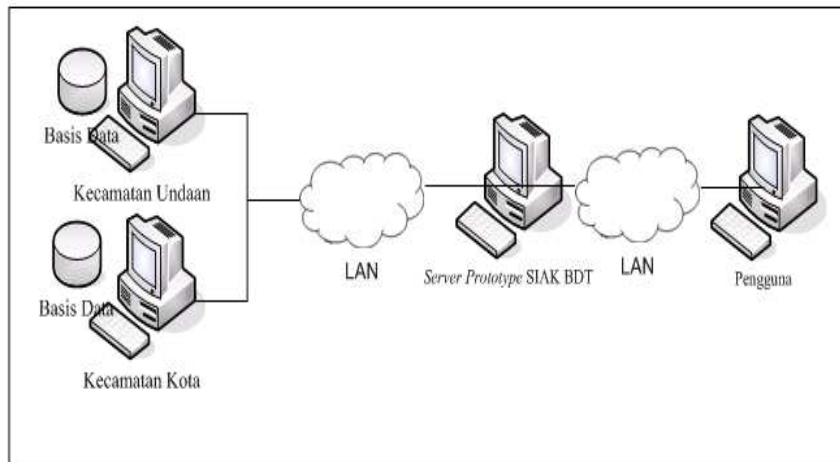 Basis Data
Kecamatan Undaan
Basis Data
Kecamatan Kota
LAN
Server Prototype SIAK BDT
LAN
Pengguna